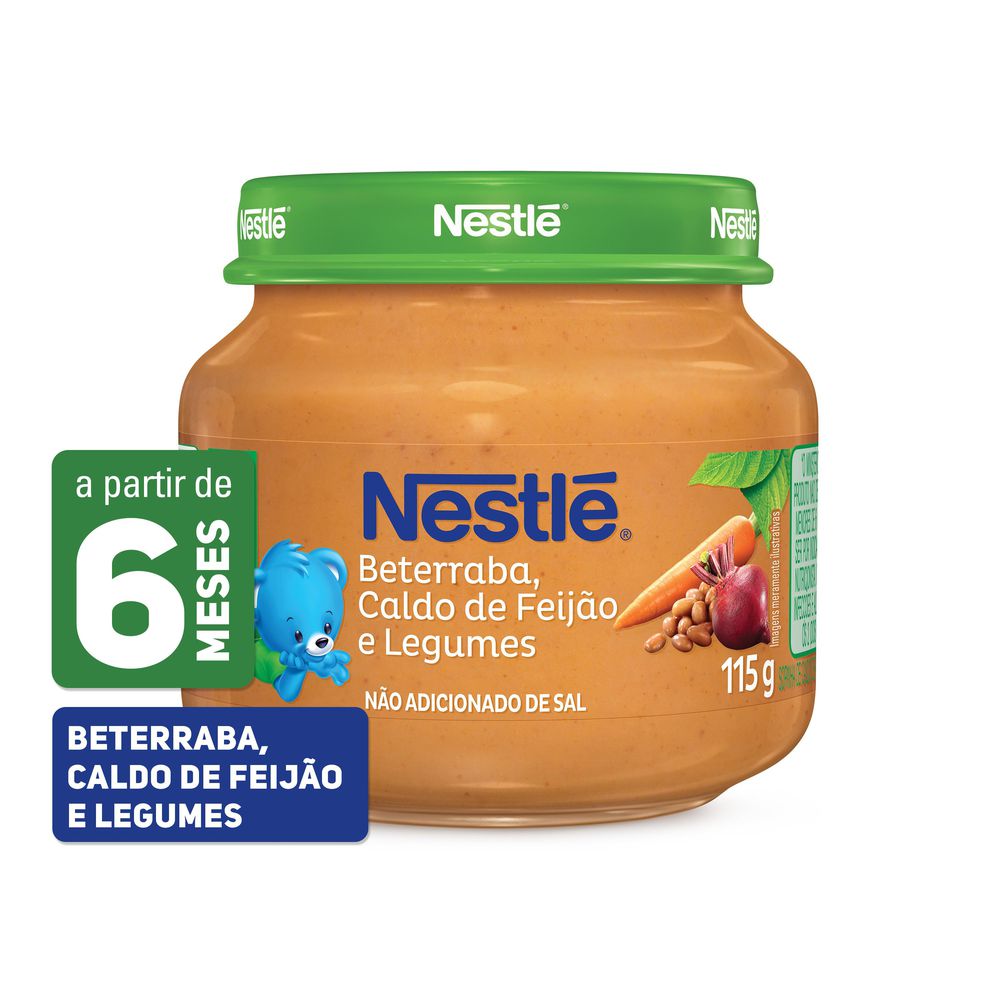 Nestlé®
Nestlé®
Nestlé
a partir de
6
MESES
Nestlé®
Beterraba,
Caldo de Feijão
e Legumes
NÃO ADICIONADO DE SAL
Imagens meramente ilustrativas
115 g
BETERRABA,
CALDO DE FEIJÃO
E LEGUMES